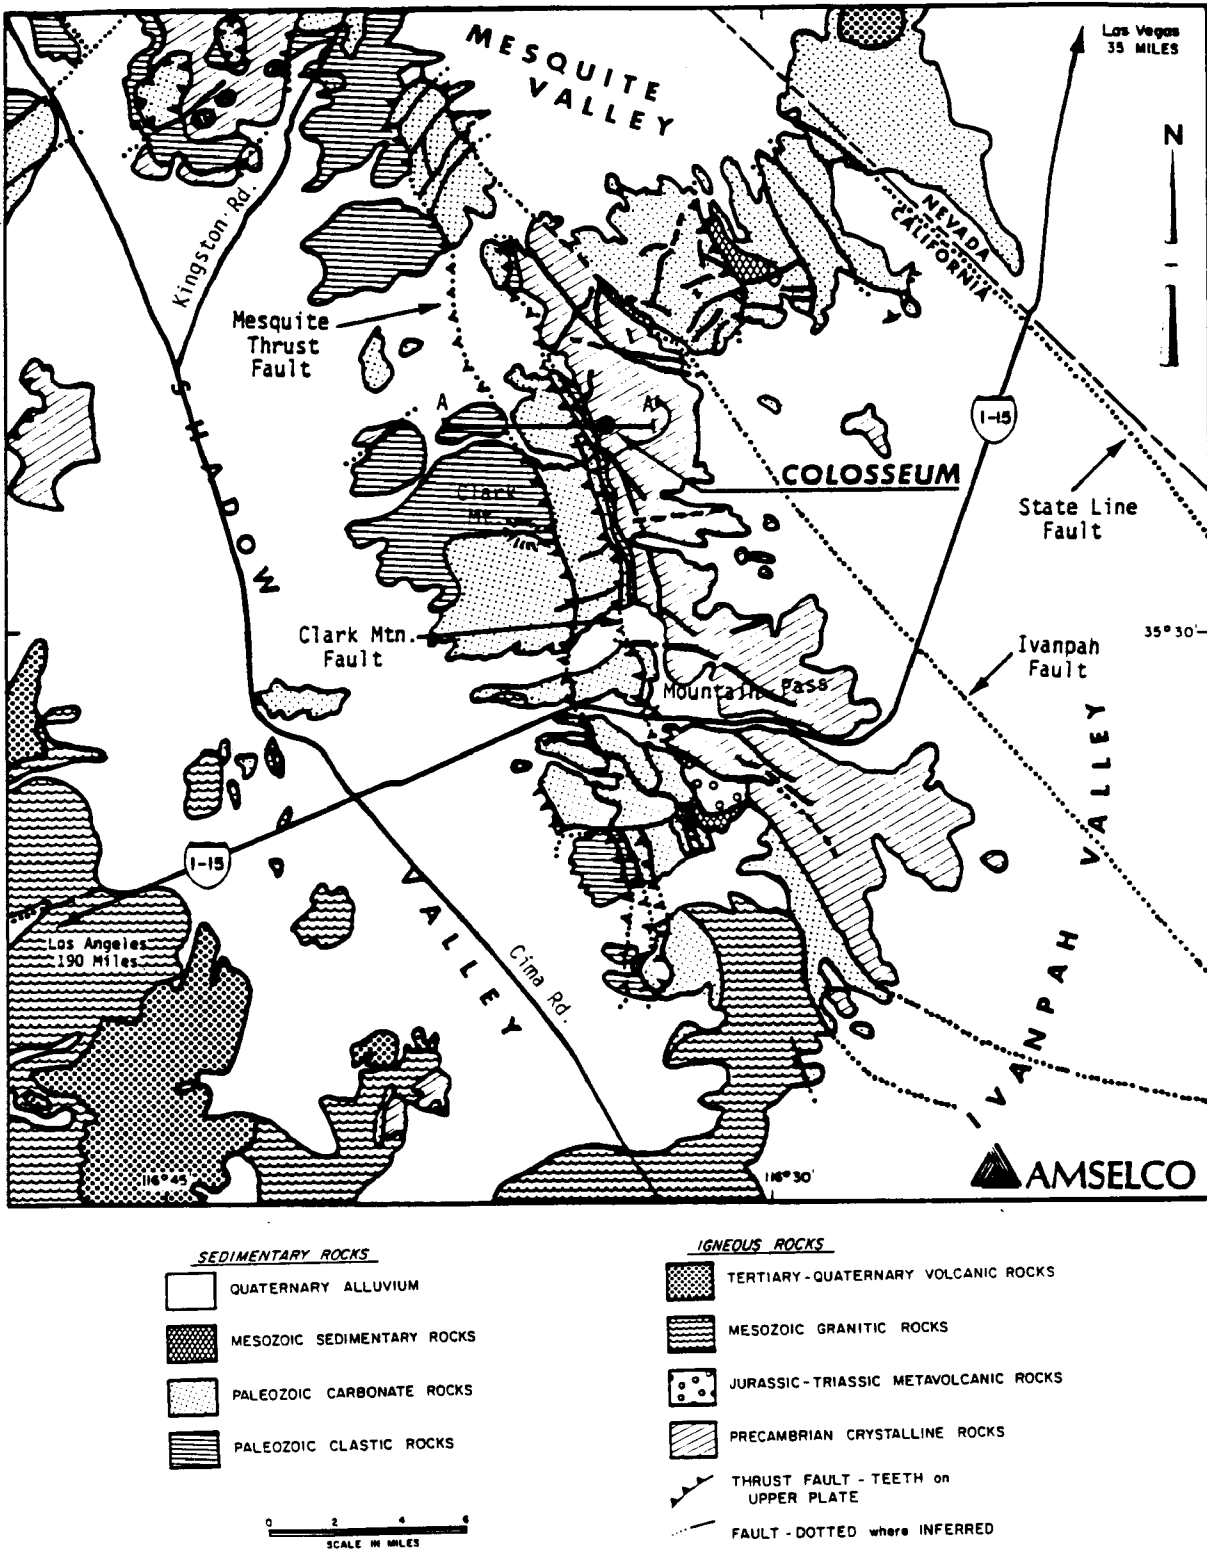 MESQUITE
VALLEY
Las Vegas
35 MILES
N
NEVADA
CALIFORNIA
Kingston Rd.
Mesquite
Thrust
Fault
SHADOW
A
A'
I-15
COLOSSEUM
State Line
Fault
Clark
Mt.
Clark Mtn.
Fault
35°30'
Ivanpah
Fault
Mountain Pass
I-15
VALLEY
Los Angeles
190 Miles
Cima Rd.
IVANPAH
VALLEY
116°45'
116°30'
AMSELCO
SEDIMENTARY ROCKS
QUATERNARY ALLUVIUM
MESOZOIC SEDIMENTARY ROCKS
PALEOZOIC CARBONATE ROCKS
PALEOZOIC CLASTIC ROCKS
IGNEOUS ROCKS
TERTIARY-QUATERNARY VOLCANIC ROCKS
MESOZOIC GRANITIC ROCKS
JURASSIC-TRIASSIC METAVOLCANIC ROCKS
PRECAMBRIAN CRYSTALLINE ROCKS
THRUST FAULT - TEETH on
UPPER PLATE
FAULT - DOTTED where INFERRED
0 2 4 6
SCALE IN MILES